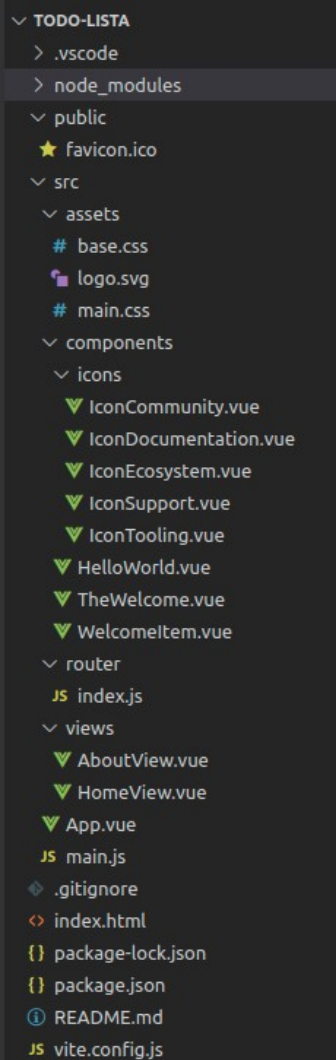 TODO-LISTA
.vscode
node_modules
public
favicon.ico
src
assets
# base.css
logo.svg
# main.css
components
icons
IconCommunity.vue
IconDocumentation.vue
IconEcosystem.vue
IconSupport.vue
IconTooling.vue
HelloWorld.vue
TheWelcome.vue
WelcomeItem.vue
router
JS index.js
views
AboutView.vue
HomeView.vue
App.vue
JS main.js
.gitignore
<> index.html
{} package-lock.json
{} package.json
README.md
JS vite.config.js